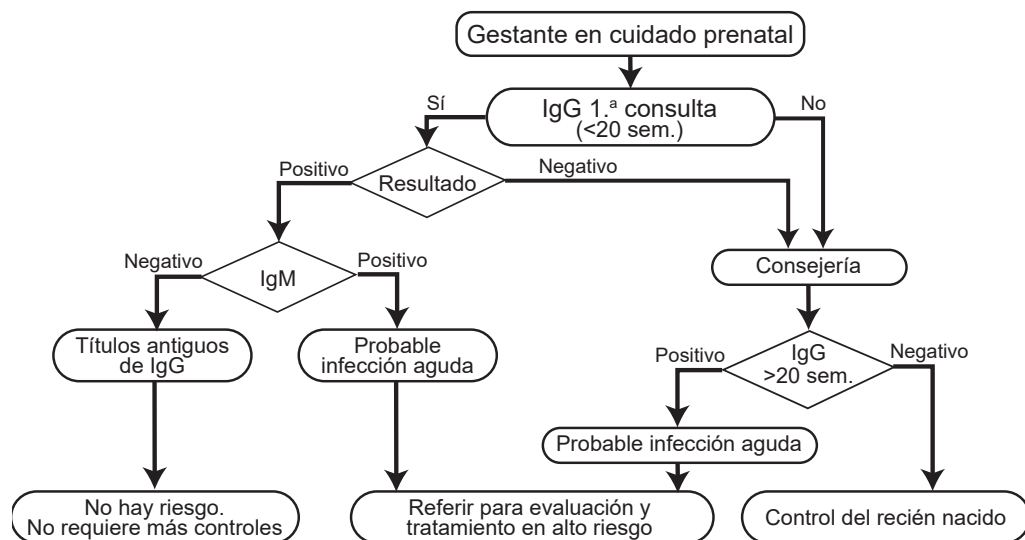 Gestante en cuidado prenatal
Sí
IgG 1.ª consulta
(<20 sem.)
No
Positivo
Resultado
Negativo
Negativo
IgM
Positivo
Consejería
Títulos antiguos
de IgG
Probable
infección aguda
Positivo
IgG
>20 sem.
Negativo
Probable infección aguda
No hay riesgo.
No requiere más controles
Referir para evaluación y
tratamiento en alto riesgo
Control del recién nacido